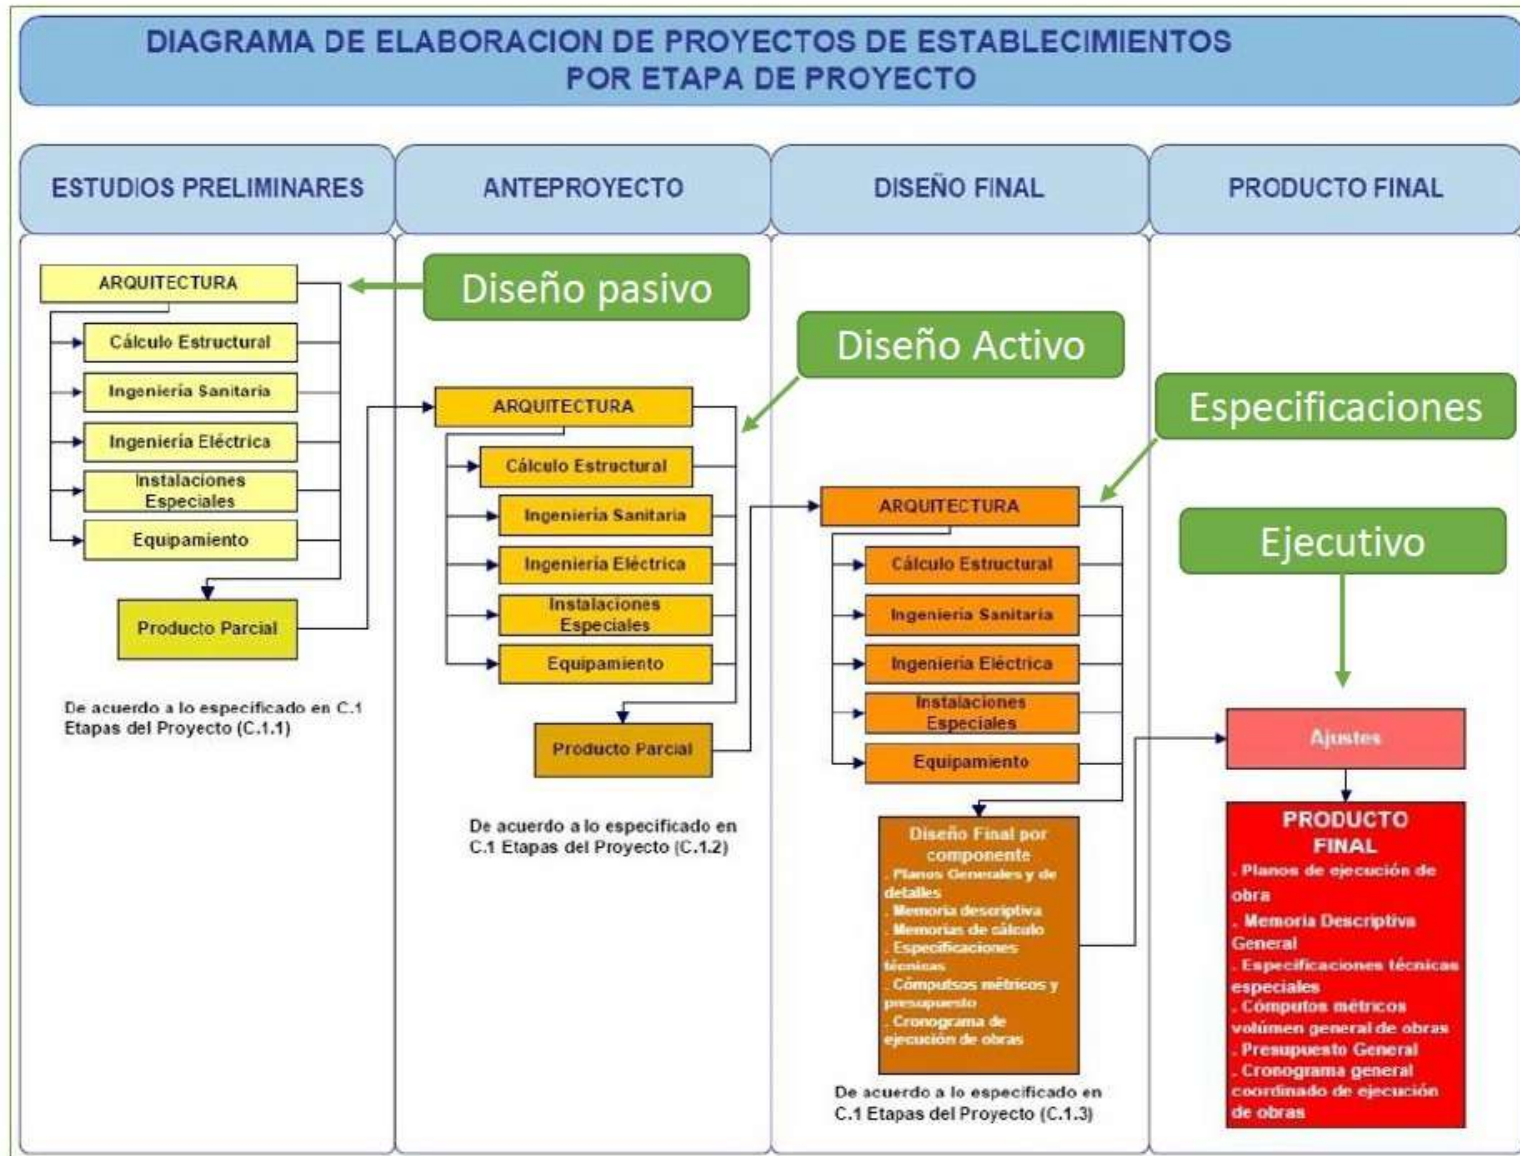 DIAGRAMA DE ELABORACION DE PROYECTOS DE ESTABLECIMIENTOS
POR ETAPA DE PROYECTO
ESTUDIOS PRELIMINARES
ANTEPROYECTO
DISEÑO FINAL
PRODUCTO FINAL
ARQUITECTURA
Cálculo Estructural
Ingeniería Sanitaria
Ingeniería Eléctrica
Instalaciones
Especiales
Equipamiento
Producto Parcial
De acuerdo a lo especificado en C.1
Etapas del Proyecto (C.1.1)
Diseño pasivo
ARQUITECTURA
Cálculo Estructural
Ingeniería Sanitaria
Ingeniería Eléctrica
Instalaciones
Especiales
Equipamiento
Producto Parcial
De acuerdo a lo especificado en
C.1 Etapas del Proyecto (C.1.2)
Diseño Activo
ARQUITECTURA
Cálculo Estructural
Ingeniería Sanitaria
Ingeniería Eléctrica
Instalaciones
Especiales
Equipamiento
Diseño Final por
componente
. Planos Generales y de
detalles
. Memoria descriptiva
. Memorias de cálculo
. Especificaciones
técnicas
. Cómputsos métricos y
presupuesto
. Cronograma de
ejecución de obras
De acuerdo a lo especificado en
C.1 Etapas del Proyecto (C.1.3)
Especificaciones
Ejecutivo
Ajustes
PRODUCTO
FINAL
. Planos de ejecución de
obra
. Memoria Descriptiva
General
. Especificaciones técnicas
especiales
. Cómputos métricos
volúmen general de obras
. Presupuesto General
. Cronograma general
coordinado de ejecución
de obras